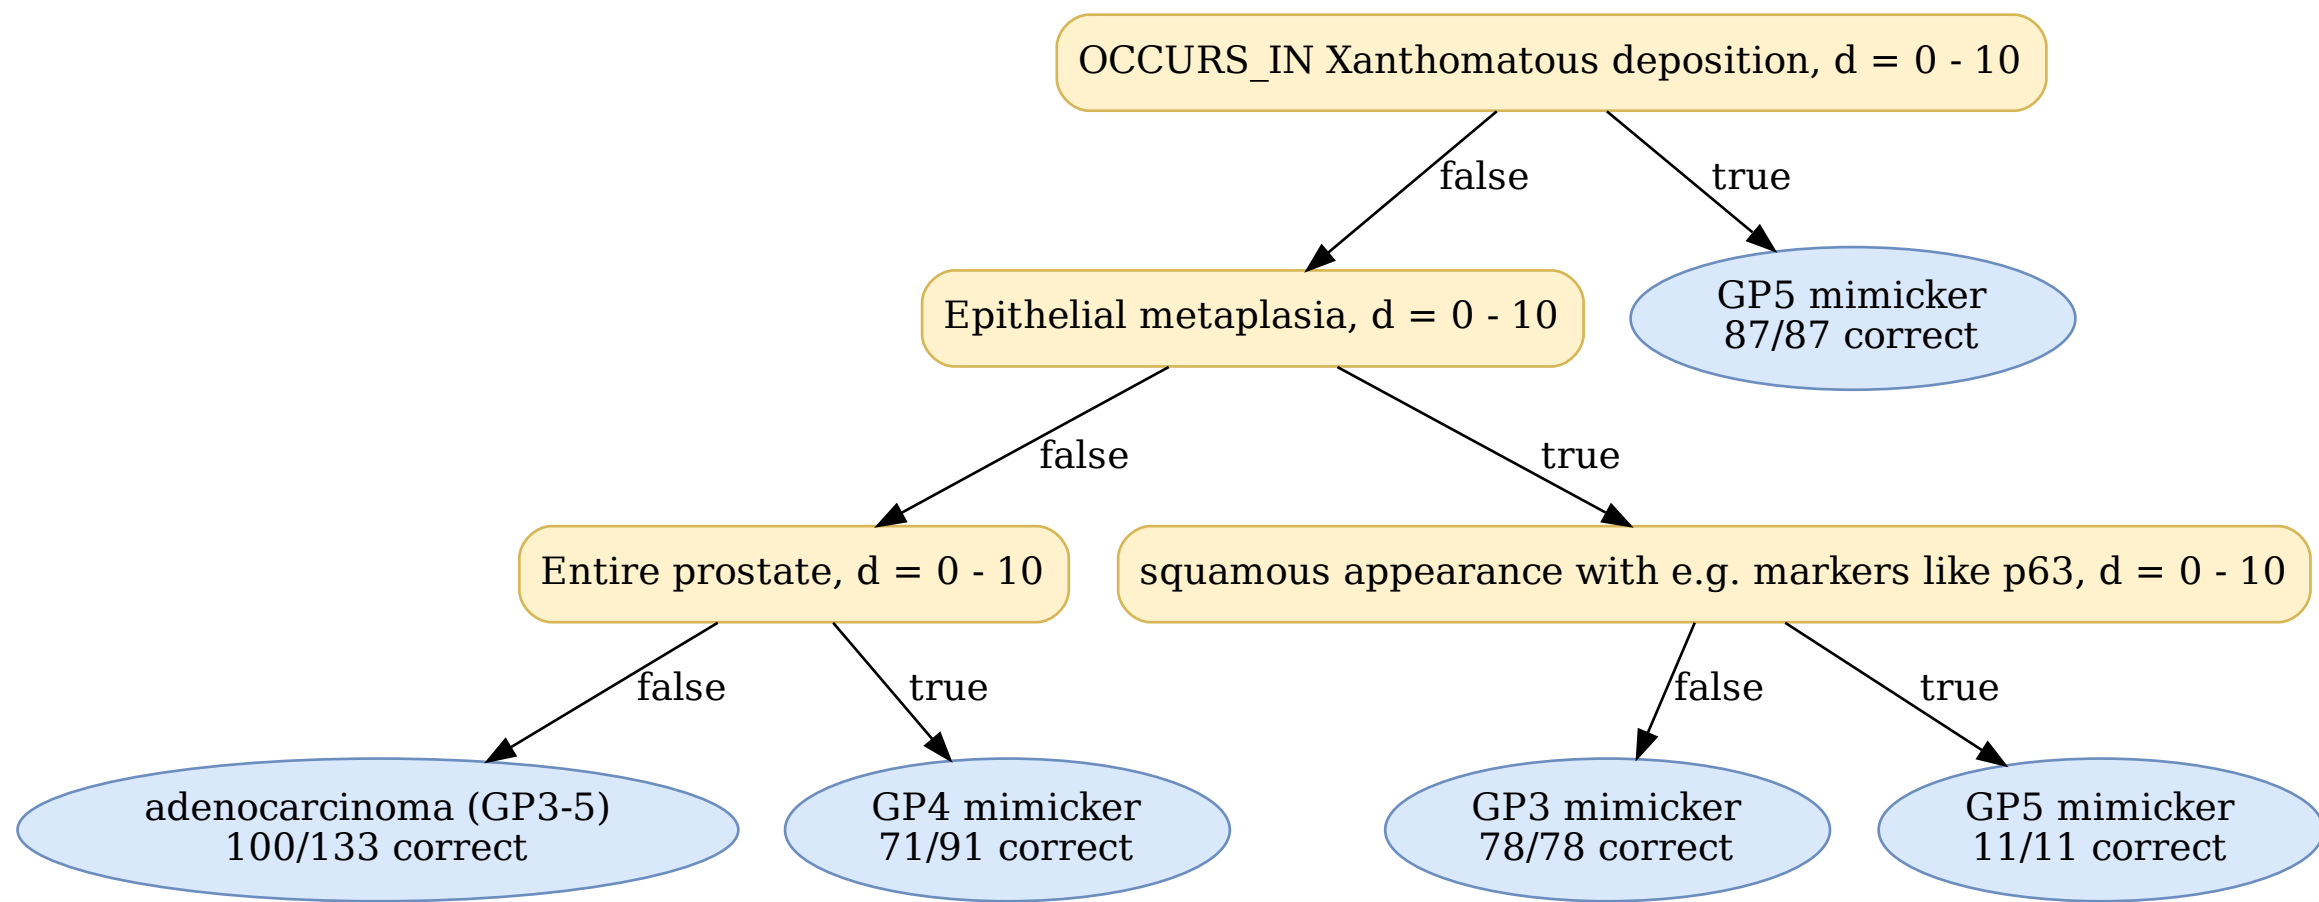 OCCURS_IN Xanthomatous deposition, d = 0 - 10
false
true
Epithelial metaplasia, d = 0 - 10
GP5 mimicker
87/87 correct
false
true
Entire prostate, d = 0 - 10
squamous appearance with e.g. markers like p63, d = 0 - 10
false
true
false
true
adenocarcinoma (GP3-5)
100/133 correct
GP4 mimicker
71/91 correct
GP3 mimicker
78/78 correct
GP5 mimicker
11/11 correct